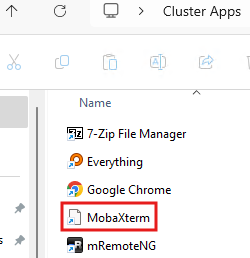 Cluster Apps
Name
7-Zip File Manager
Everything
Google Chrome
MobaXterm
mRemoteNG